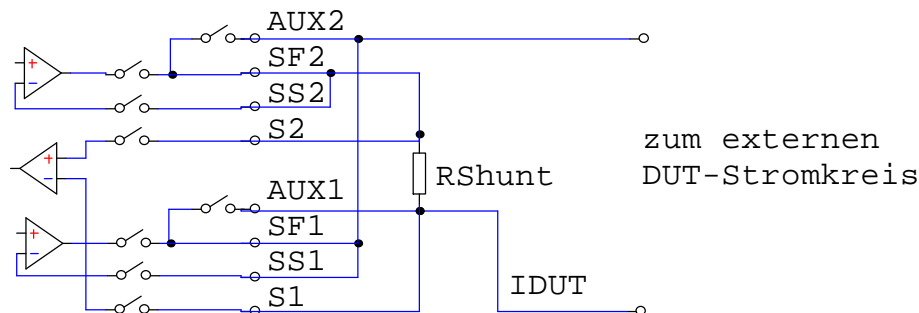 AUX2
SF2
SS2
S2
zum externen
DUT-Stromkreis
RShunt
AUX1
SF1
SS1
S1
IDUT
+
−
+
−
+
−